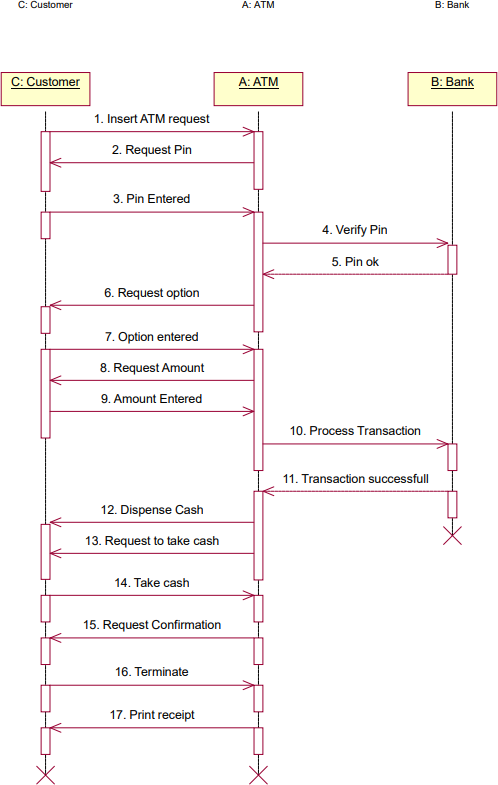 C: Customer
A: ATM
B: Bank
C: Customer
A: ATM
B: Bank
1. Insert ATM request
2. Request Pin
3. Pin Entered
4. Verify Pin
5. Pin ok
6. Request option
7. Option entered
8. Request Amount
9. Amount Entered
10. Process Transaction
11. Transaction successfull
12. Dispense Cash
13. Request to take cash
14. Take cash
15. Request Confirmation
16. Terminate
17. Print receipt